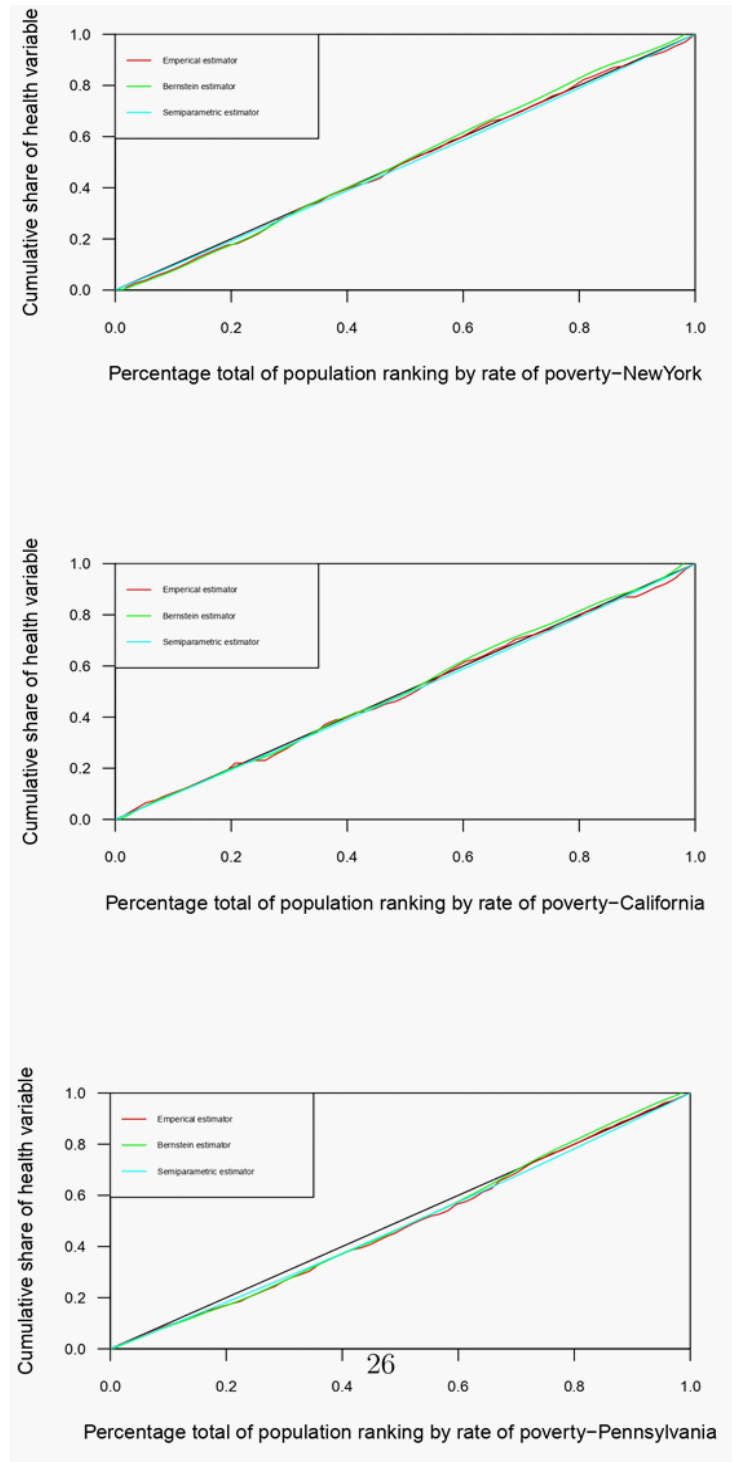 Cumulative share of health variable
1.0
0.8
0.6
0.4
0.2
0.0
Emperical estimator
Bernstein estimator
Semiparametric estimator
0.0 0.2 0.4 0.6 0.8 1.0
Percentage total of population ranking by rate of poverty−NewYork
Cumulative share of health variable
1.0
0.8
0.6
0.4
0.2
0.0
Emperical estimator
Bernstein estimator
Semiparametric estimator
0.0 0.2 0.4 0.6 0.8 1.0
Percentage total of population ranking by rate of poverty−California
Cumulative share of health variable
1.0
0.8
0.6
0.4
0.2
0.0
Emperical estimator
Bernstein estimator
Semiparametric estimator
26
0.0 0.2 0.4 0.6 0.8 1.0
Percentage total of population ranking by rate of poverty−Pennsylvania